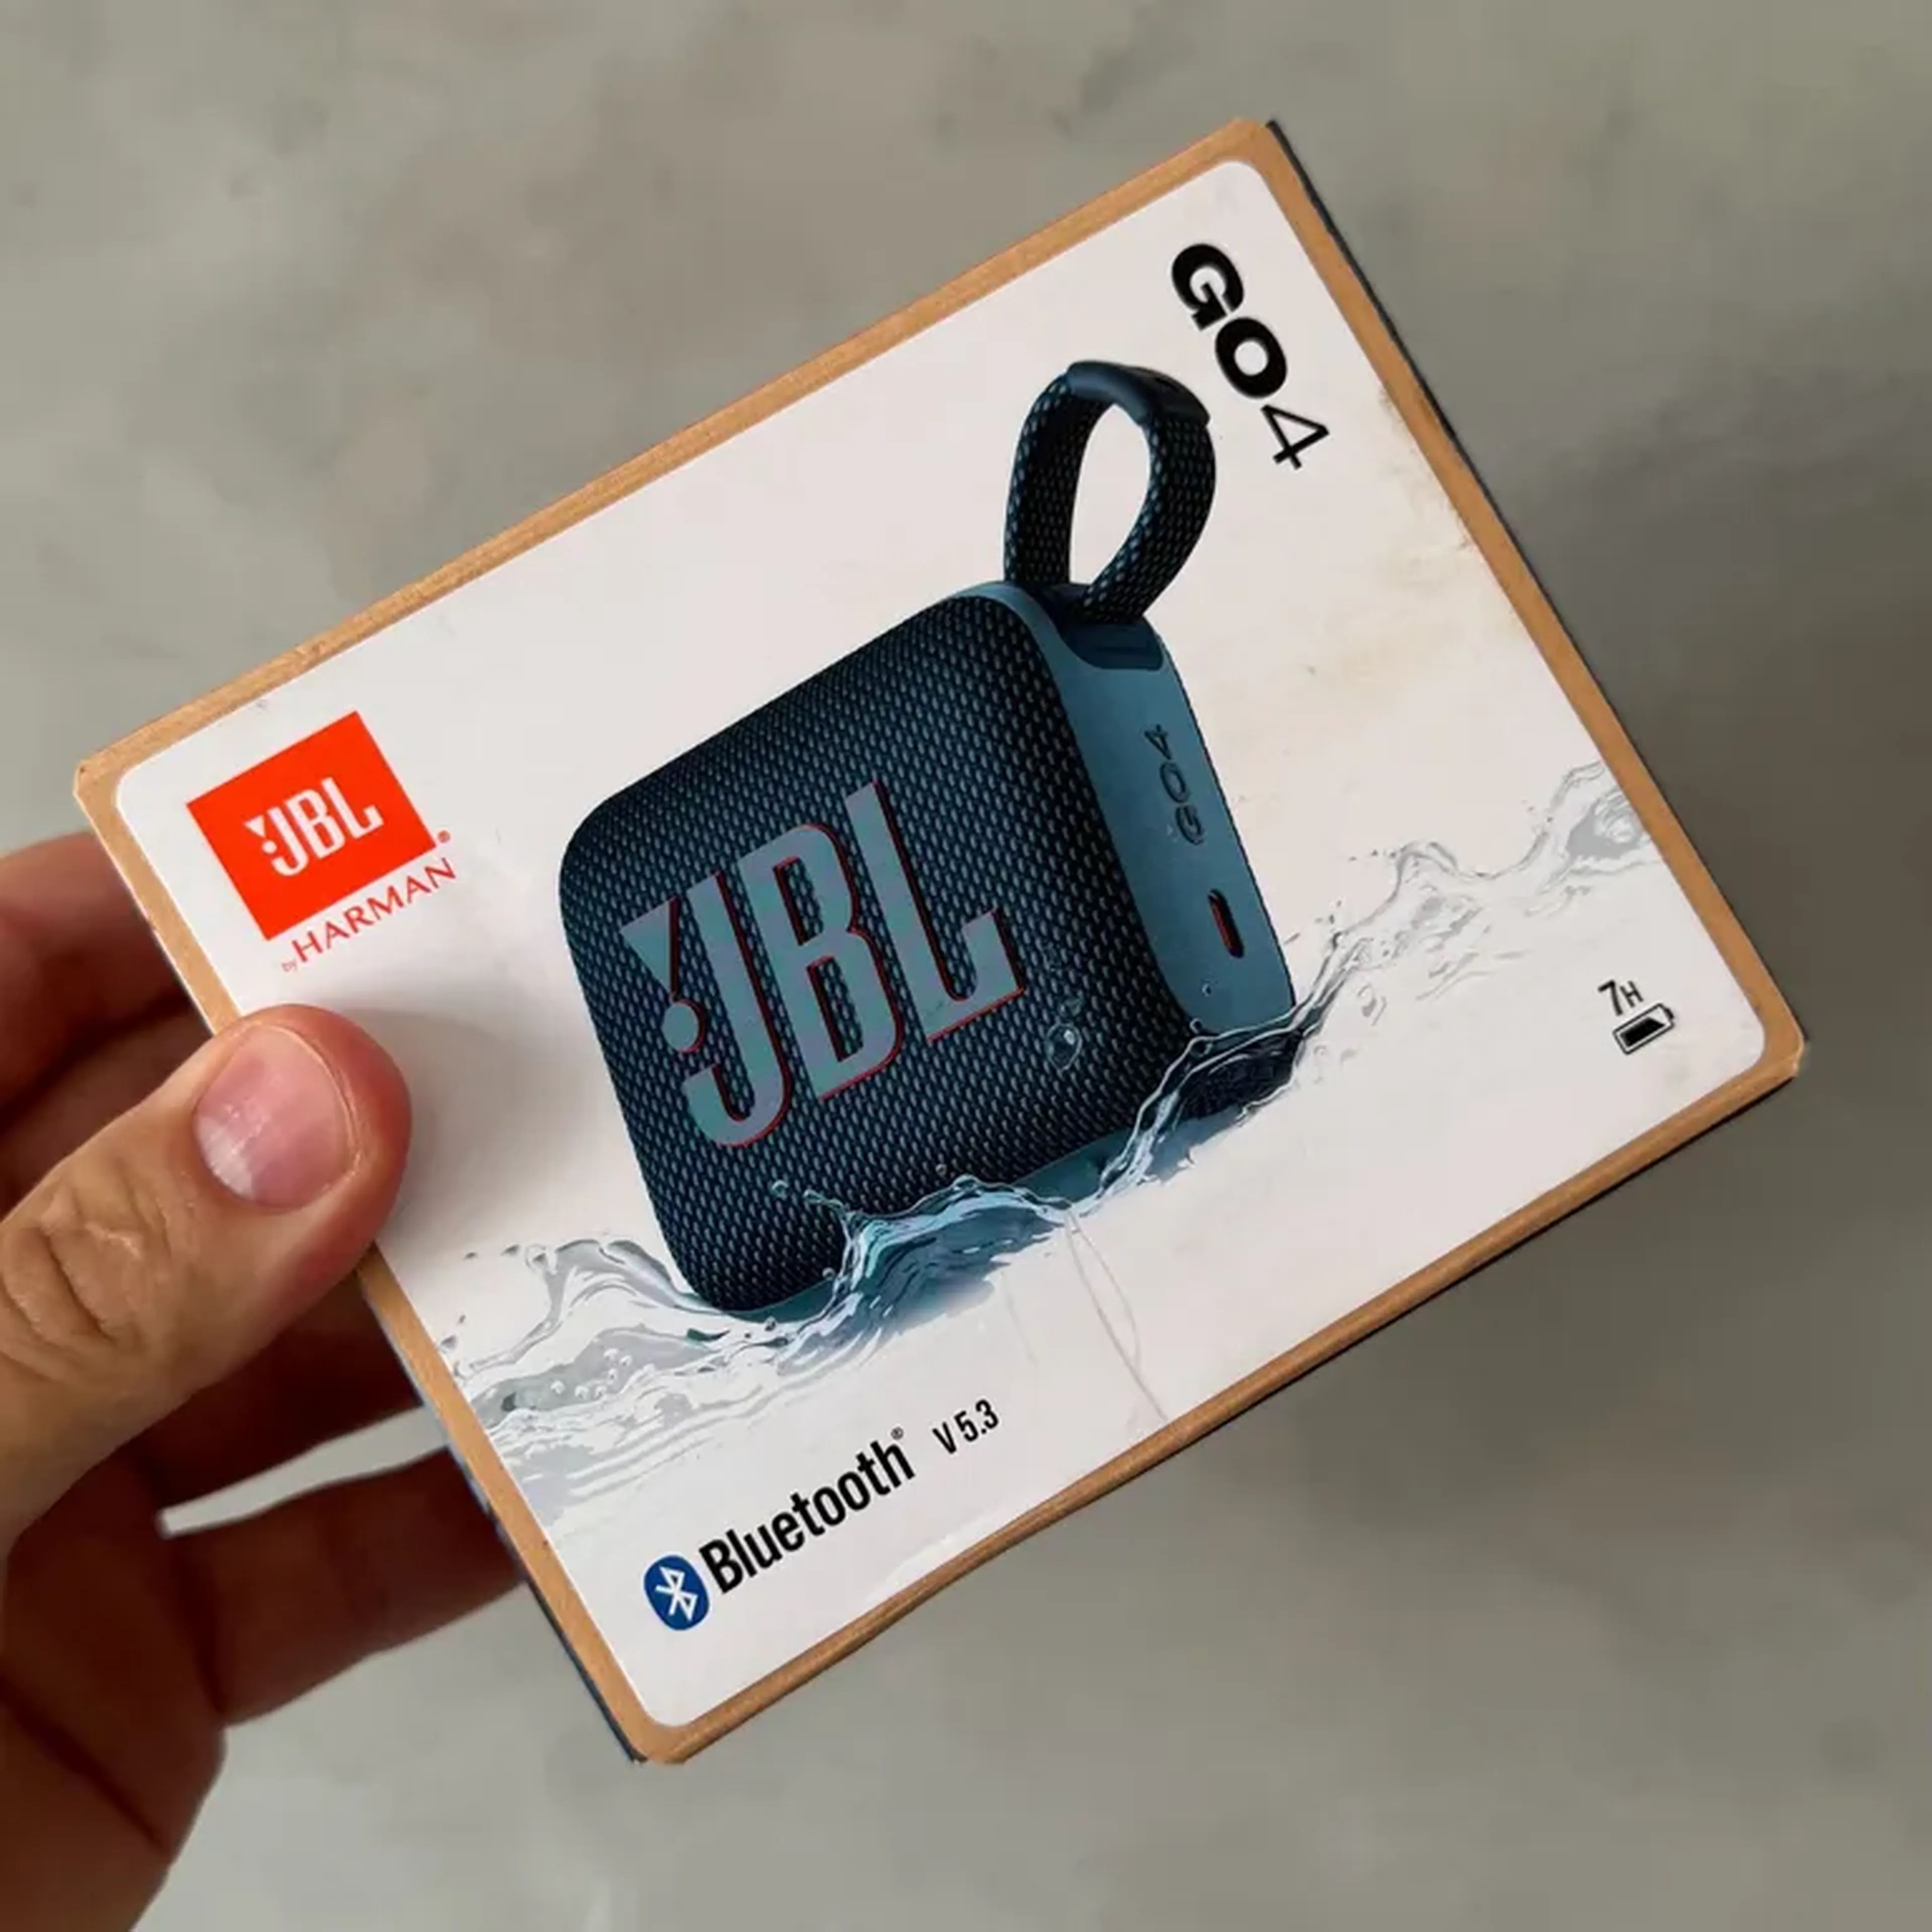 GO4
JBL
®
by HARMAN
JBL
GO4
7H
Bluetooth® V 5.3